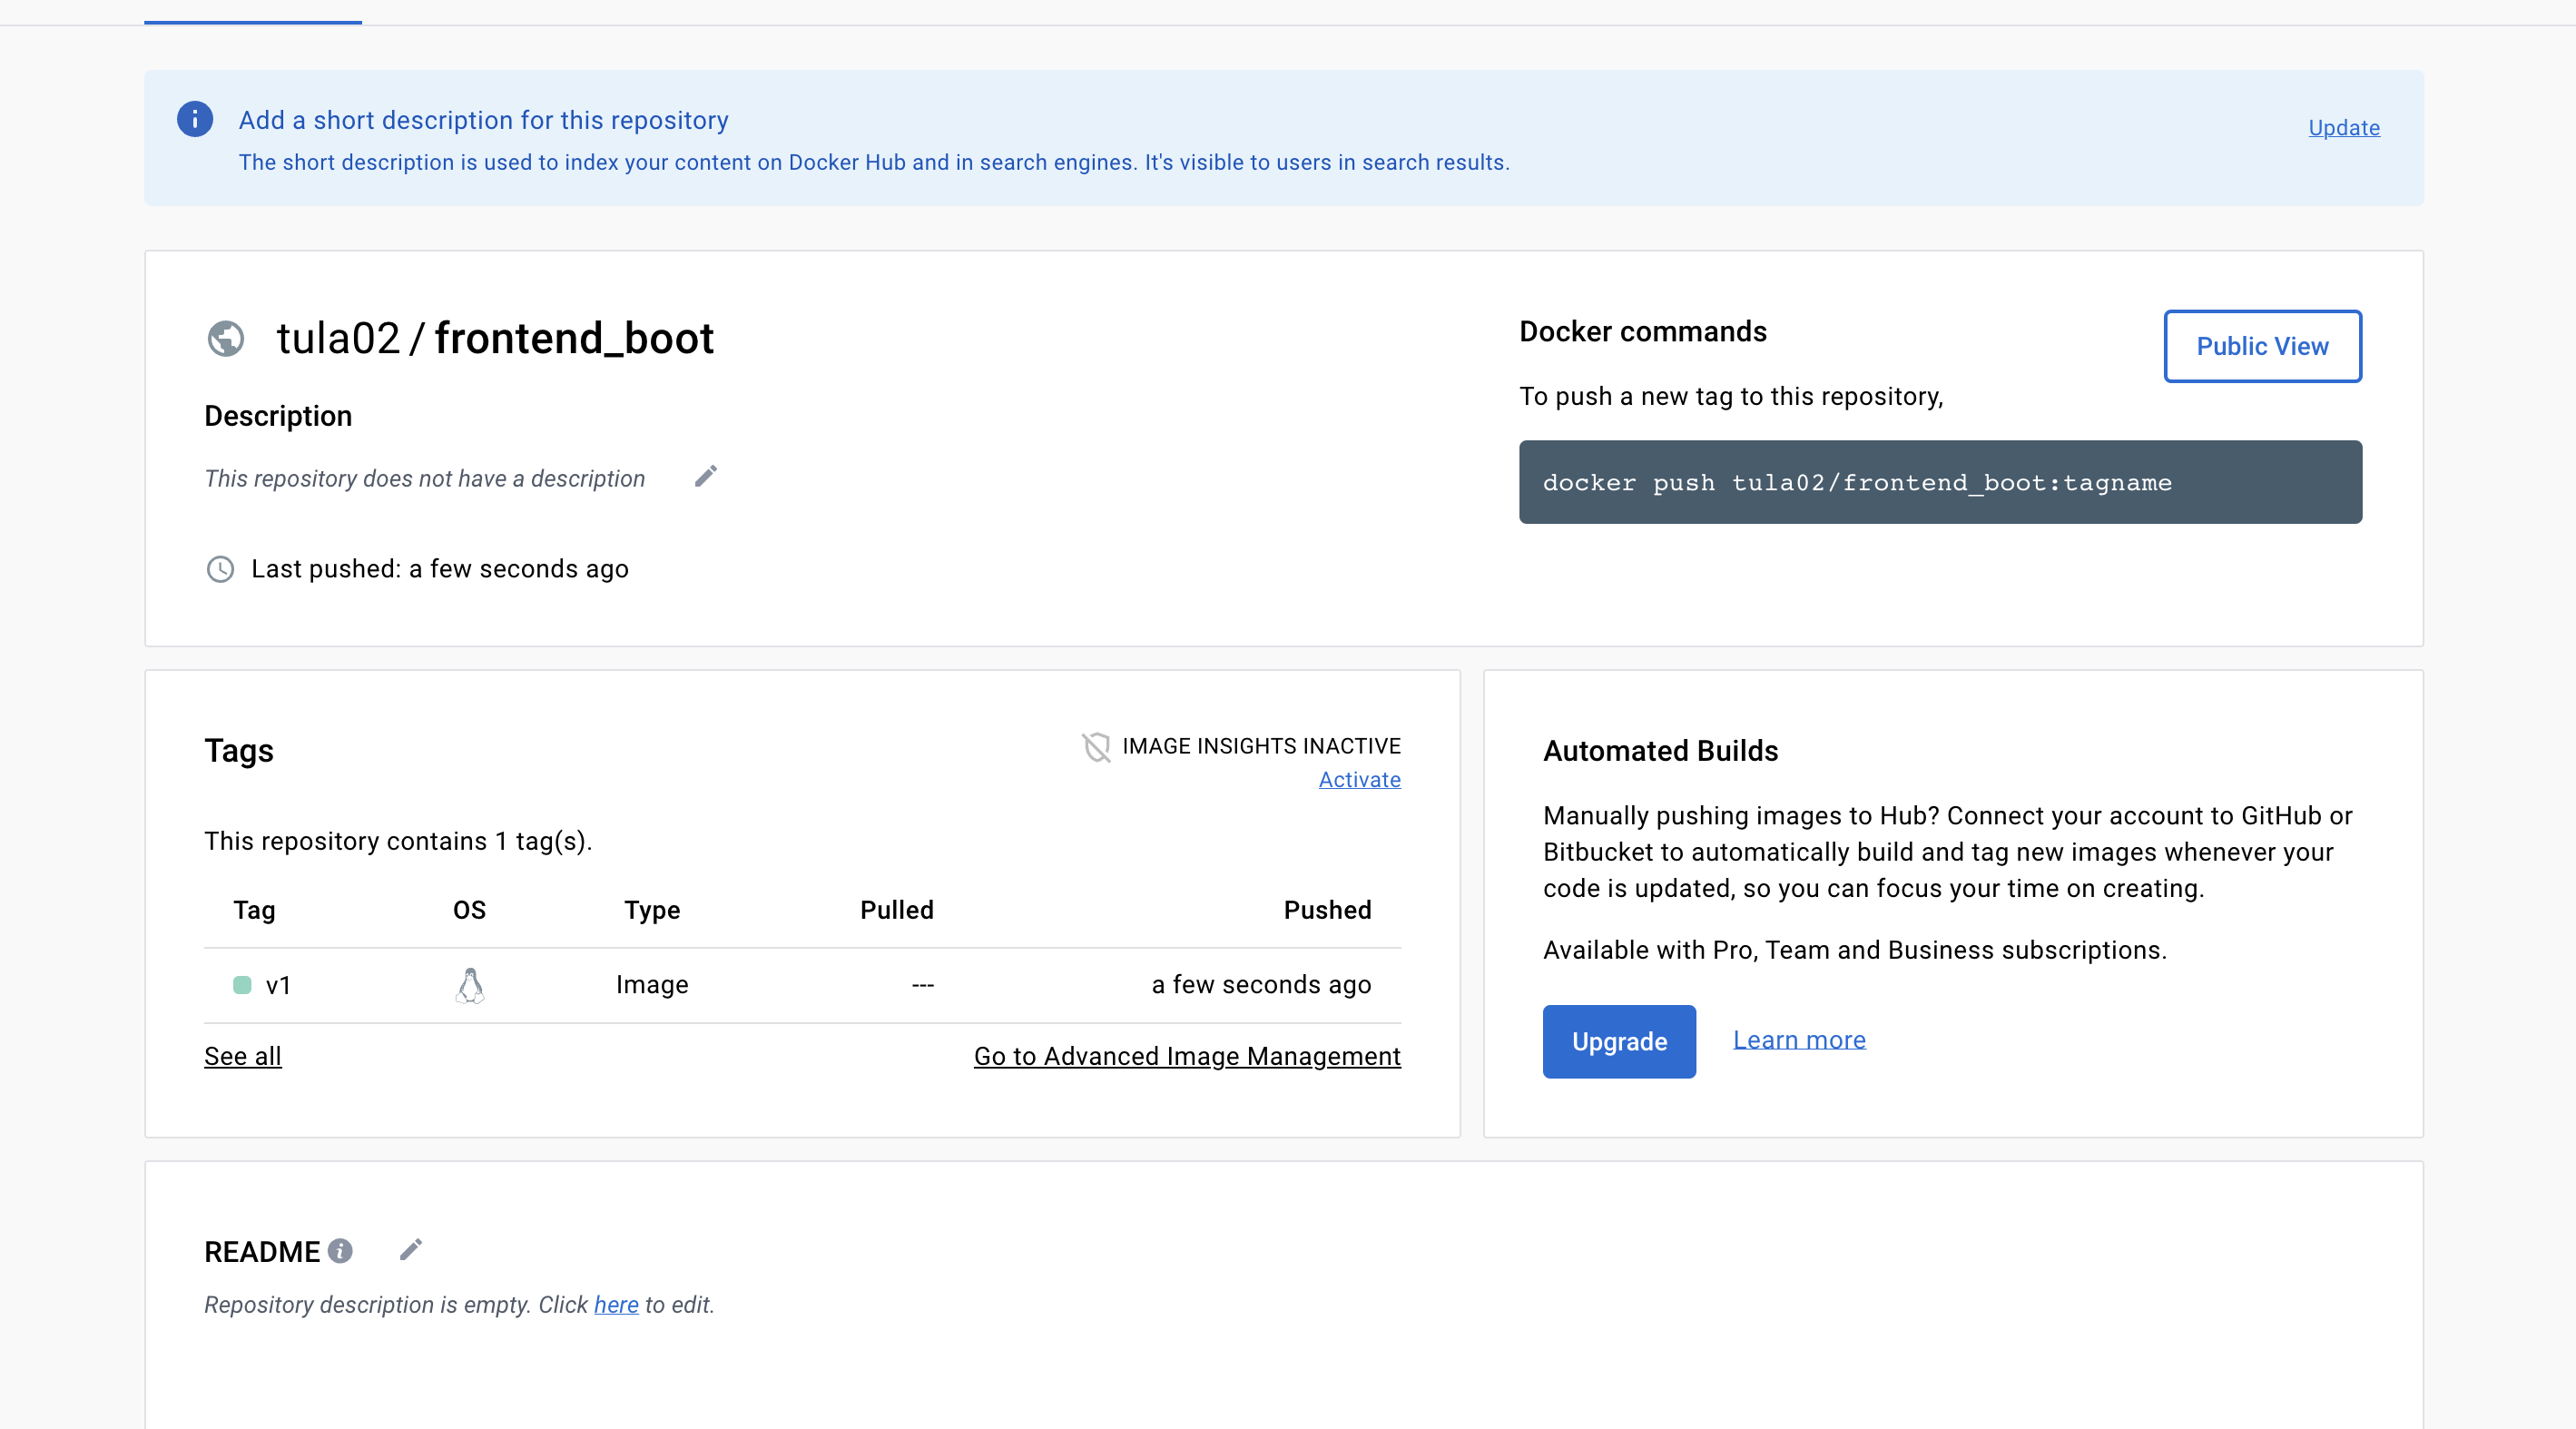 Add a short description for this repository
Update
The short description is used to index your content on Docker Hub and in search engines. It's visible to users in search results.
tula02 / frontend_boot
Description
This repository does not have a description
Last pushed: a few seconds ago
Docker commands
Public View
To push a new tag to this repository,
docker push tula02/frontend_boot:tagname
Tags
IMAGE INSIGHTS INACTIVE
Activate
This repository contains 1 tag(s).
Tag OS Type Pulled Pushed
v1 Image --- a few seconds ago
See all
Go to Advanced Image Management
Automated Builds
Manually pushing images to Hub? Connect your account to GitHub or
Bitbucket to automatically build and tag new images whenever your
code is updated, so you can focus your time on creating.
Available with Pro, Team and Business subscriptions.
Upgrade
Learn more
README
Repository description is empty. Click here to edit.